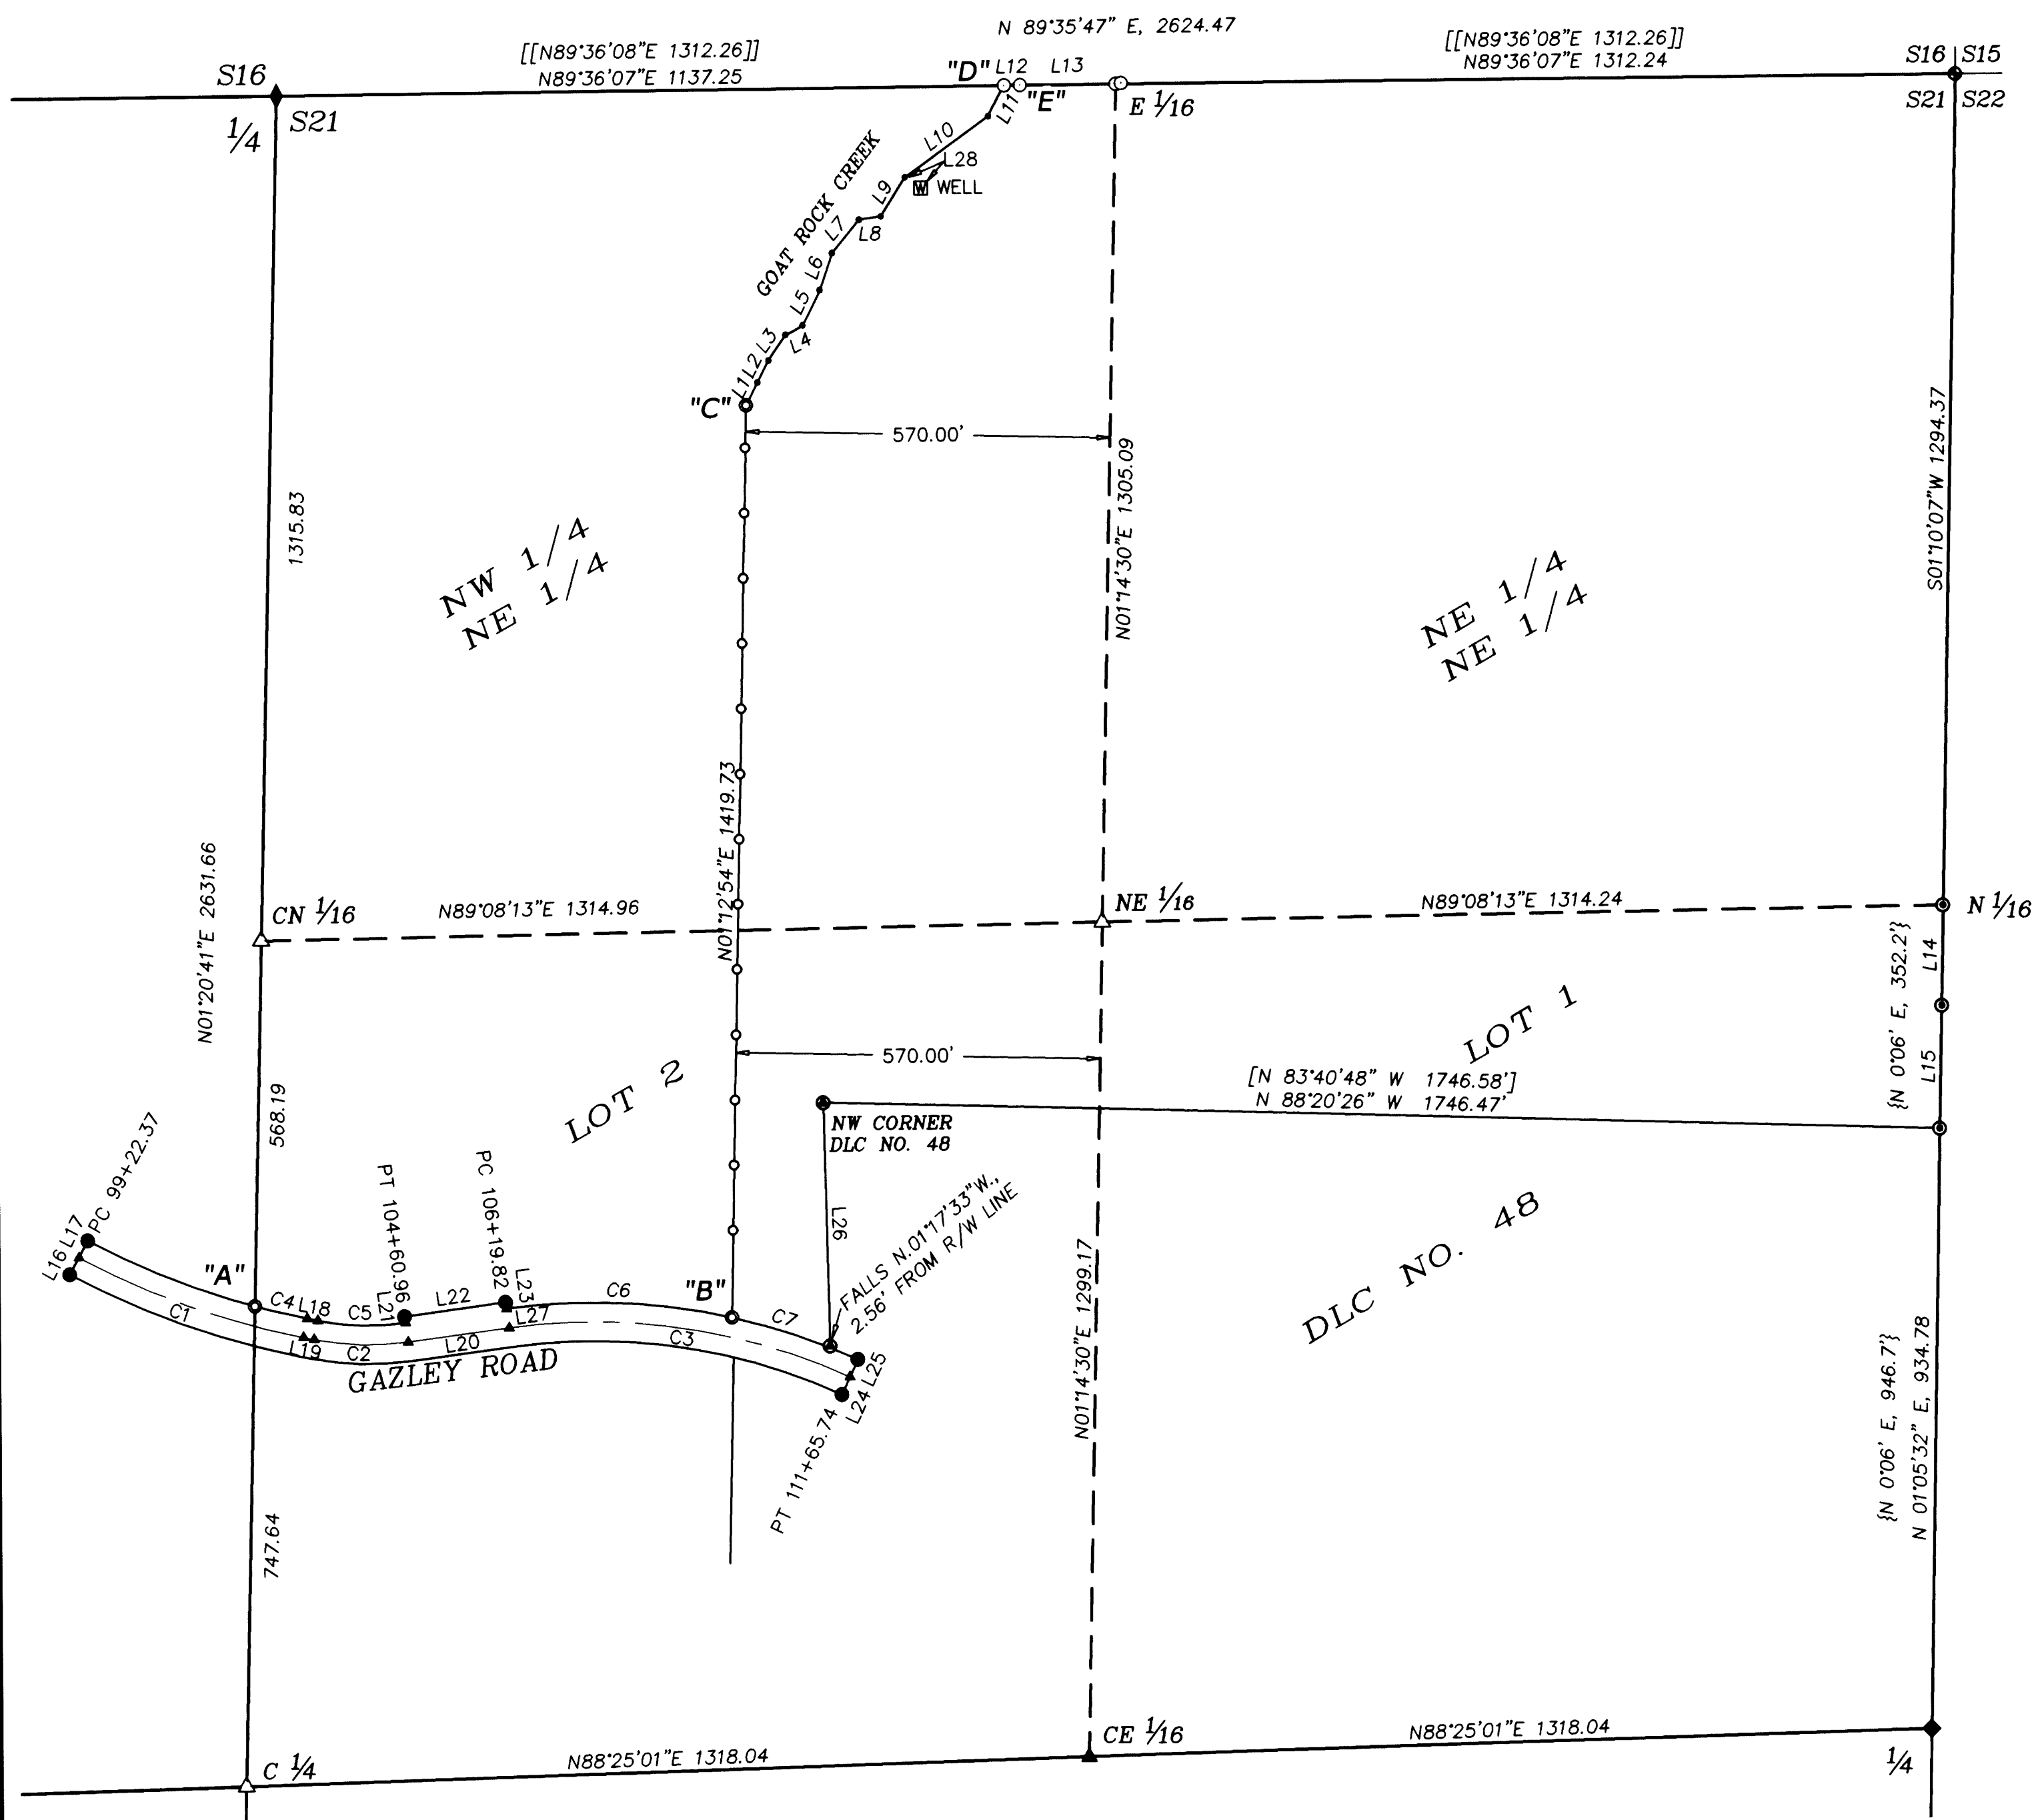 N 89°35'47" E, 2624.47
[[N89°36'08"E 1312.26]]
N89°36'07"E 1137.25
"D"
L12
L13
[[N89°36'08"E 1312.26]]
N89°36'07"E 1312.24
S16
S16
S15
S21
S22
1/4
S21
"E"
E 1/16
L11
L10
L28
W
WELL
GOAT ROCK CREEK
L9
L8
L7
L6
L5
L4
L3
L2
L1
"C"
570.00'
1315.83
N01°14'30"E 1305.09
S01°10'07"W 1294.37
NW 1/4
NE 1/4
NE 1/4
NE 1/4
N01°12'54"E 1419.73
N01°20'41"E 2631.66
CN 1/16
N89°08'13"E 1314.96
NE 1/16
N89°08'13"E 1314.24
N 1/16
{N 0°06' E, 352.2'}
L14
L15
LOT 1
LOT 2
570.00'
[N 83°40'48" W 1746.58']
N 88°20'26" W 1746.47'
568.19
NW CORNER
DLC NO. 48
PC 99+22.37
PT 104+60.96
PC 106+19.82
L26
FALLS N.01°17'33"W.,
2.56' FROM R/W LINE
DLC NO. 48
L16
L17
"A"
C4
L18
C5
L21
L22
L23
C6
"B"
C7
C1
L19
C2
L20
L27
C3
L24
L25
GAZLEY ROAD
PT 111+65.74
N01°14'30"E 1299.17
{N 0°06' E, 946.7'}
N 01°05'32" E, 934.78
747.64
C 1/4
N88°25'01"E 1318.04
CE 1/16
N88°25'01"E 1318.04
1/4